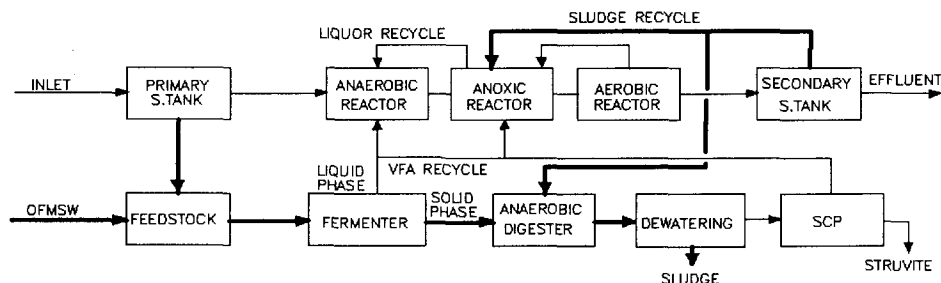 SLUDGE RECYCLE
LIQUOR RECYCLE
INLET
PRIMARY
S.TANK
ANAEROBIC
REACTOR
ANOXIC
REACTOR
AEROBIC
REACTOR
SECONDARY
S.TANK
EFFLUENT
LIQUID
PHASE
VFA RECYCLE
OFMSW
FEEDSTOCK
FERMENTER
SOLID
PHASE
ANAEROBIC
DIGESTER
DEWATERING
SCP
SLUDGE
STRUVITE